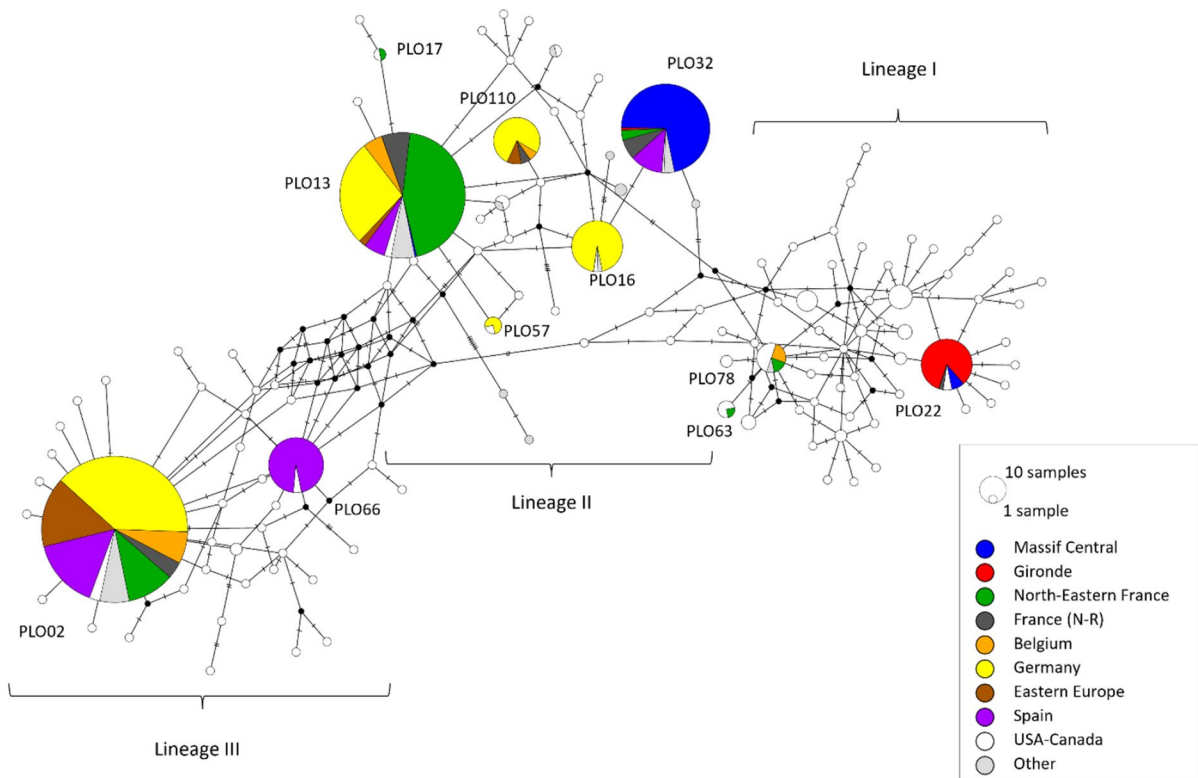 PLO17
PLO32
Lineage I
PLO110
PLO13
PLO16
PLO57
PLO78
PLO22
PLO63
Lineage II
PLO66
PLO02
Lineage III
10 samples
1 sample
Massif Central
Gironde
North-Eastern France
France (N-R)
Belgium
Germany
Eastern Europe
Spain
USA-Canada
Other